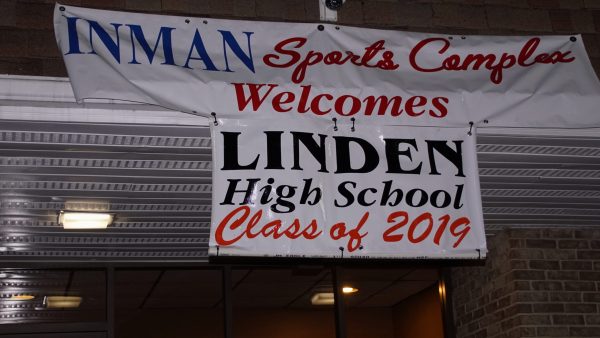 INMAN Sports Complex
Welcomes
LINDEN
High School
Class of 2019